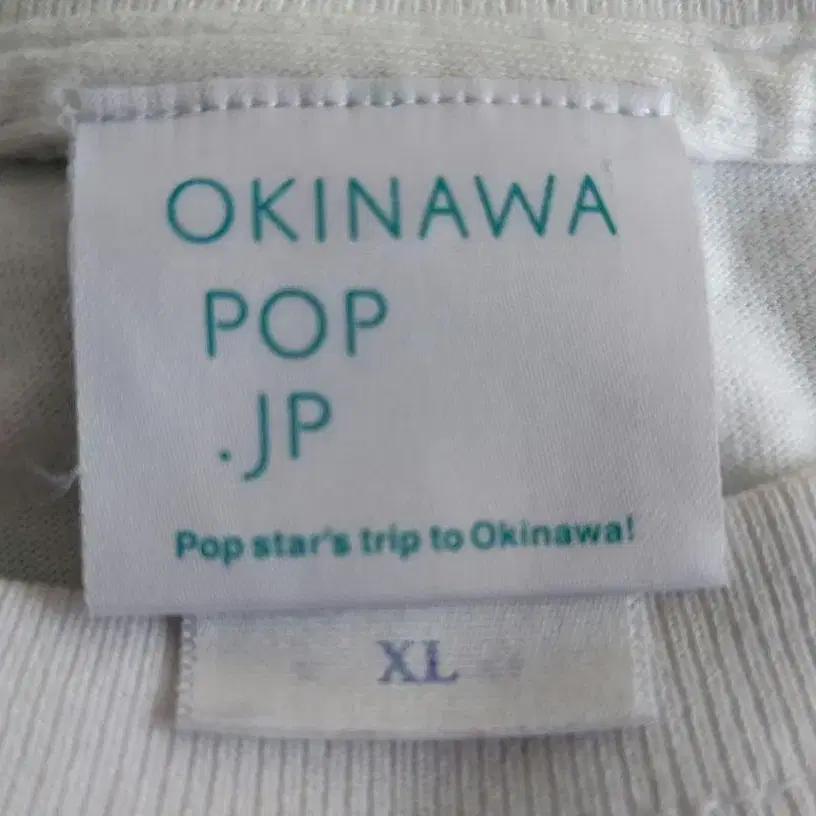 OKINAWA
POP
.JP
Pop star's trip to Okinawa!
XL